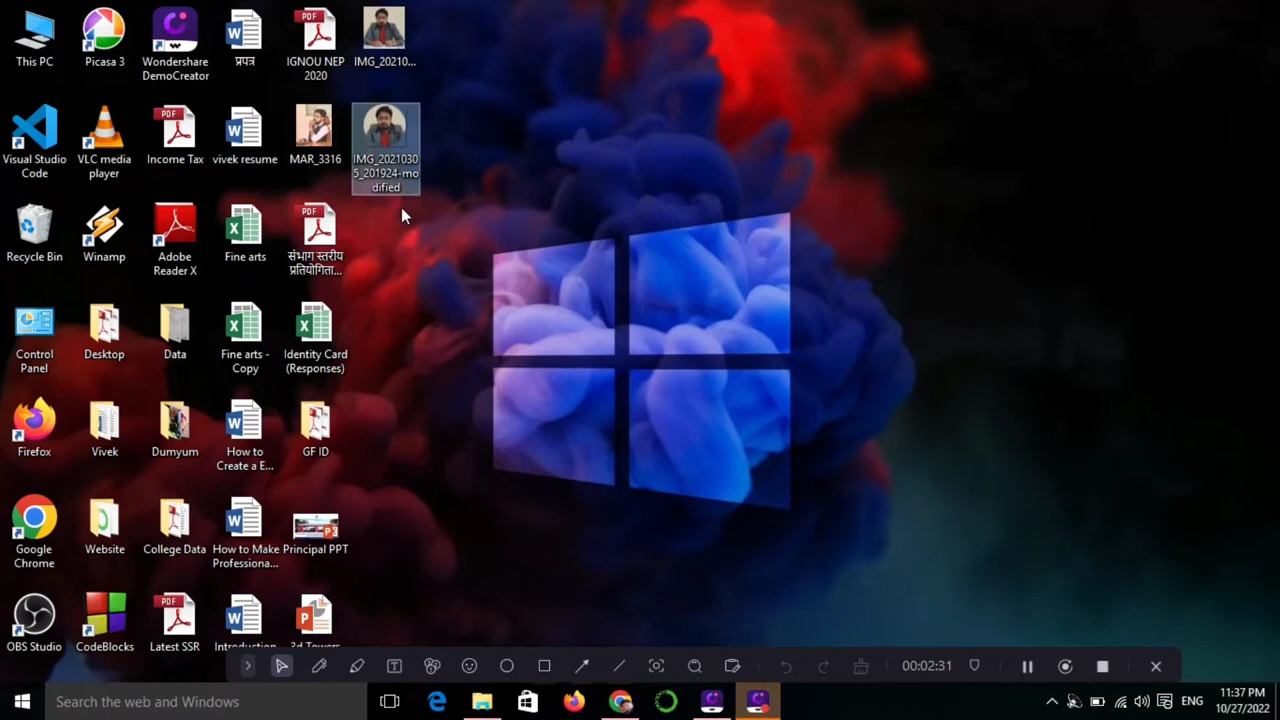 This PC
Picasa 3
Wondershare
DemoCreator
प्रपत्र
PDF
IGNOU NEP
2020
IMG_20210...
Visual Studio
Code
VLC media
player
PDF
Income Tax
vivek resume
MAR_3316
IMG_2021030
5_201924-mo
dified
Recycle Bin
Winamp
Adobe
Reader X
Fine arts
PDF
संभाग स्तरीय
प्रतियोगिता...
Control
Panel
Desktop
Data
Fine arts -
Copy
Identity Card
(Responses)
Firefox
Vivek
Dumyum
How to
Create a E...
GF ID
Google
Chrome
Website
College Data
How to Make
Professiona...
Principal PPT
OBS Studio
CodeBlocks
PDF
Latest SSR
Introduction
3d Towers
00:02:31
Search the web and Windows
ENG
11:37 PM
10/27/2022